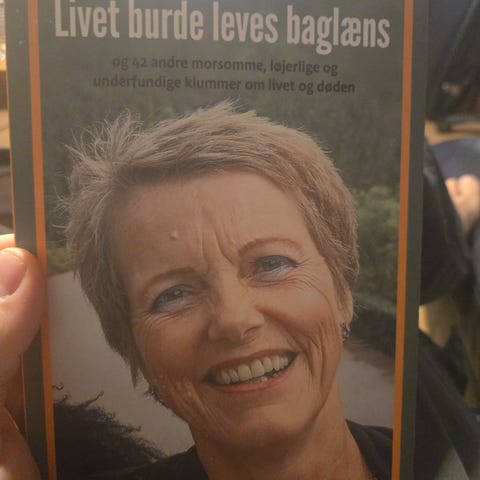 Livet burde leves baglæns
og 42 andre morsomme, løjerlige og
underfundige klummer om livet og døden